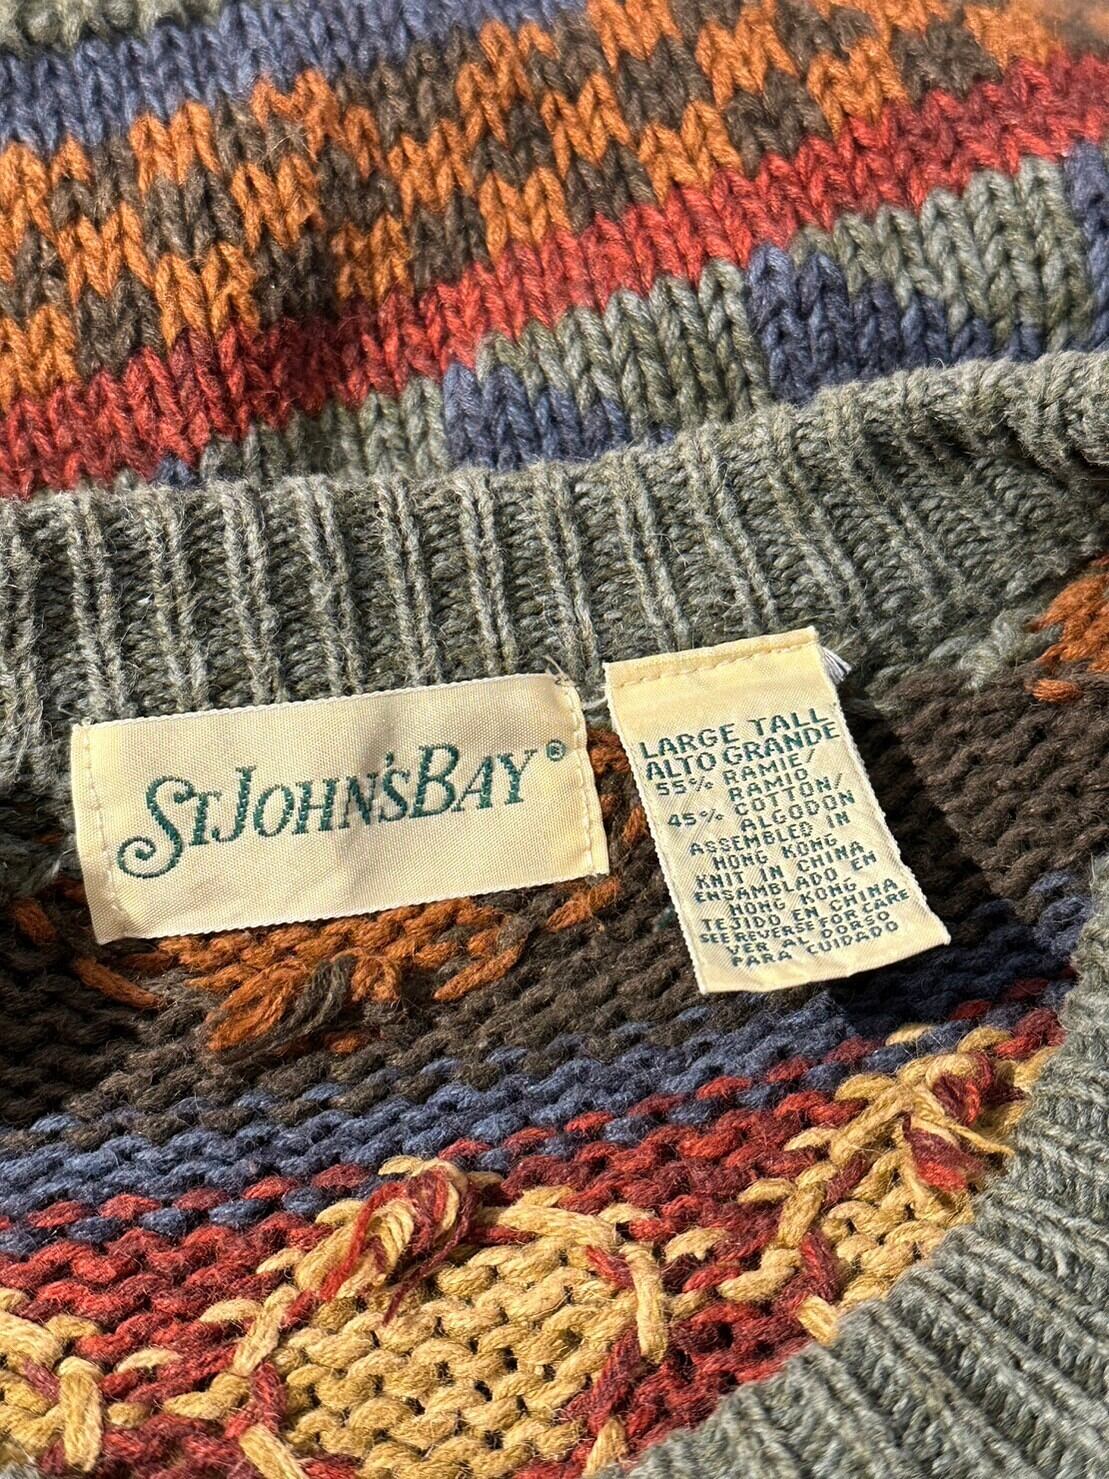 ST JOHN'S BAY®
LARGE TALL
ALTO GRANDE
55% RAMIE/
RAMIO
45% COTTON/
ALGODON
ASSEMBLED IN
HONG KONG
KNIT IN CHINA
ENSAMBLADO EN
HONG KONG
TEJIDO EN CHINA
SEE REVERSE FOR CARE
VER AL DORSO
PARA CUIDADO